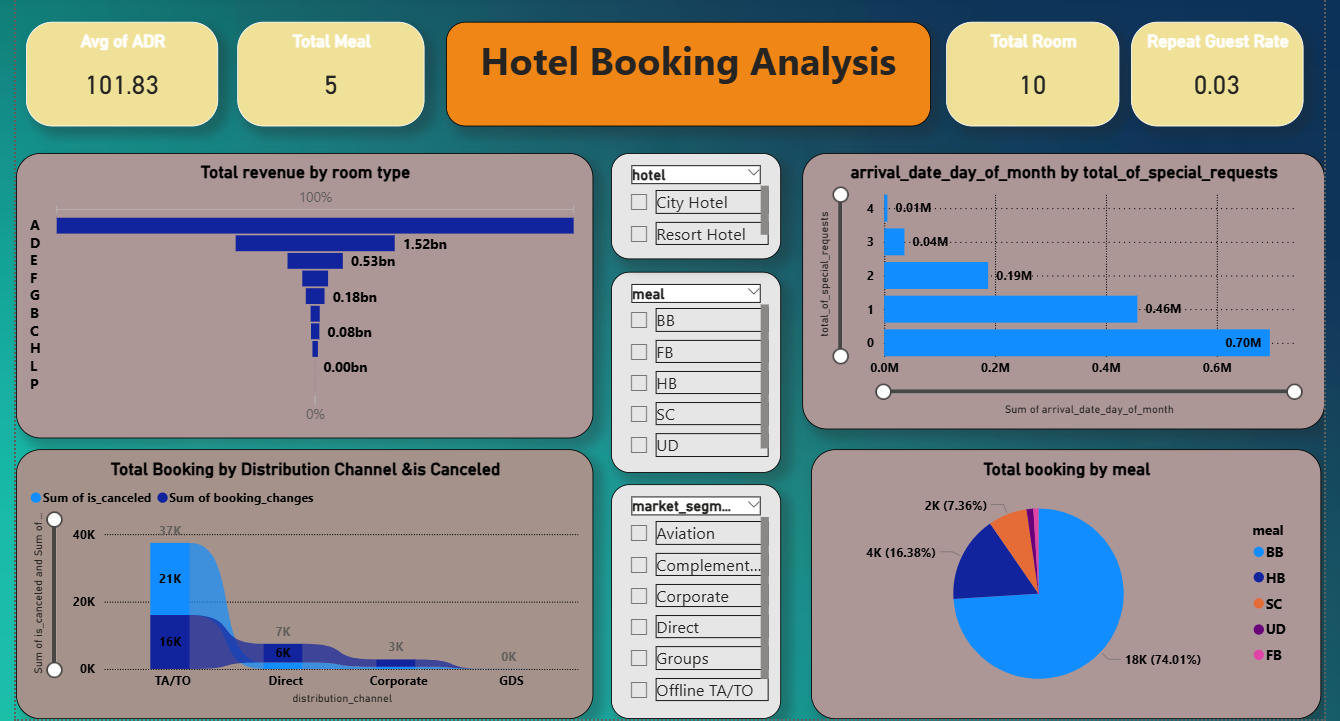 Avg of ADR
101.83
Total Meal
5
Hotel Booking Analysis
Total Room
10
Repeat Guest Rate
0.03
Total revenue by room type
100%
A
D
1.52bn
E
0.53bn
F
G
0.18bn
B
C
0.08bn
H
L
0.00bn
P
0%
hotel
City Hotel
Resort Hotel
meal
BB
FB
HB
SC
UD
market_segm...
Aviation
Complement...
Corporate
Direct
Groups
Offline TA/TO
arrival_date_day_of_month by total_of_special_requests
total_of_special_requests
4
0.01M
3
0.04M
2
0.19M
1
0.46M
0
0.70M
0.0M
0.2M
0.4M
0.6M
Sum of arrival_date_day_of_month
Total Booking by Distribution Channel &is Canceled
Sum of is_canceled
Sum of booking_changes
Sum of is_canceled and Sum of...
40K
20K
0K
37K
21K
16K
7K
6K
3K
0K
TA/TO
Direct
Corporate
GDS
distribution_channel
Total booking by meal
2K (7.36%)
4K (16.38%)
18K (74.01%)
meal
BB
HB
SC
UD
FB